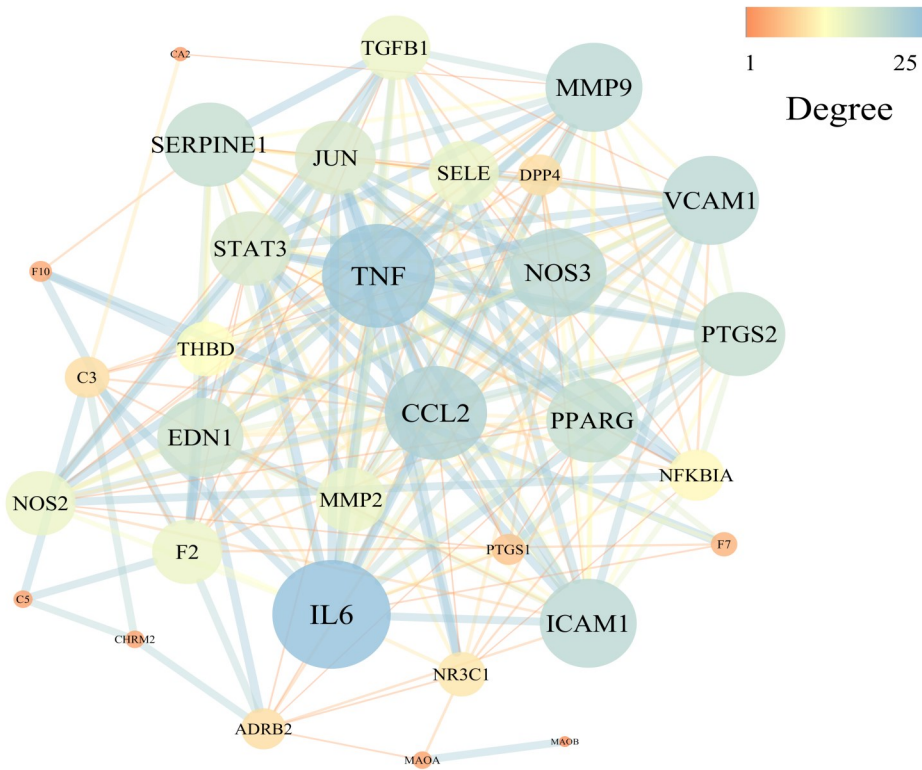 TGFB1
CA2
MMP9
1
25
Degree
SERPINE1
JUN
SELE
DPP4
VCAM1
STAT3
TNF
NOS3
F10
THBD
PTGS2
C3
CCL2
PPARG
EDN1
NFKBIA
NOS2
MMP2
F2
PTGS1
F7
C5
IL6
ICAM1
CHRM2
NR3C1
ADRB2
MAOA
MAOB